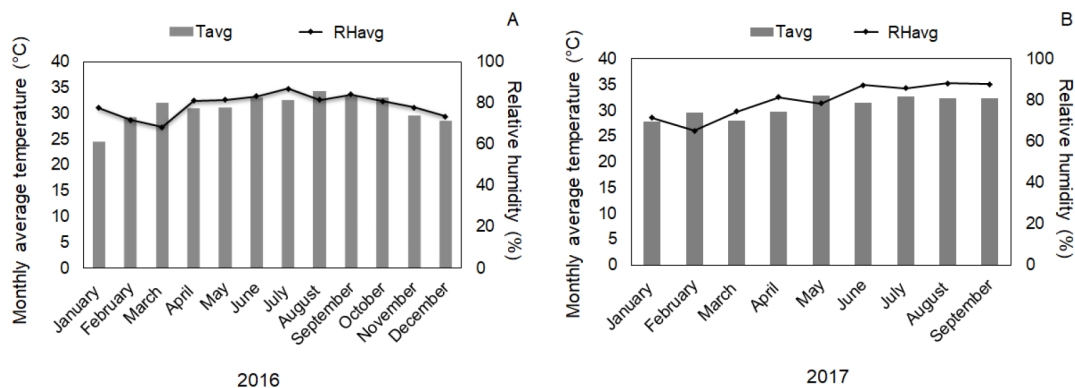 A
Tavg RHavg
Monthly average temperature (°C)
40
35
30
25
20
15
10
5
0
100
80
60
40
20
0
Relative humidity (%)
January
February
March
April
May
June
July
August
September
October
November
December
2016
B
Tavg RHavg
Monthly average temperature (°C)
40
35
30
25
20
15
10
5
0
100
80
60
40
20
0
Relative humidity (%)
January
February
March
April
May
June
July
August
September
2017